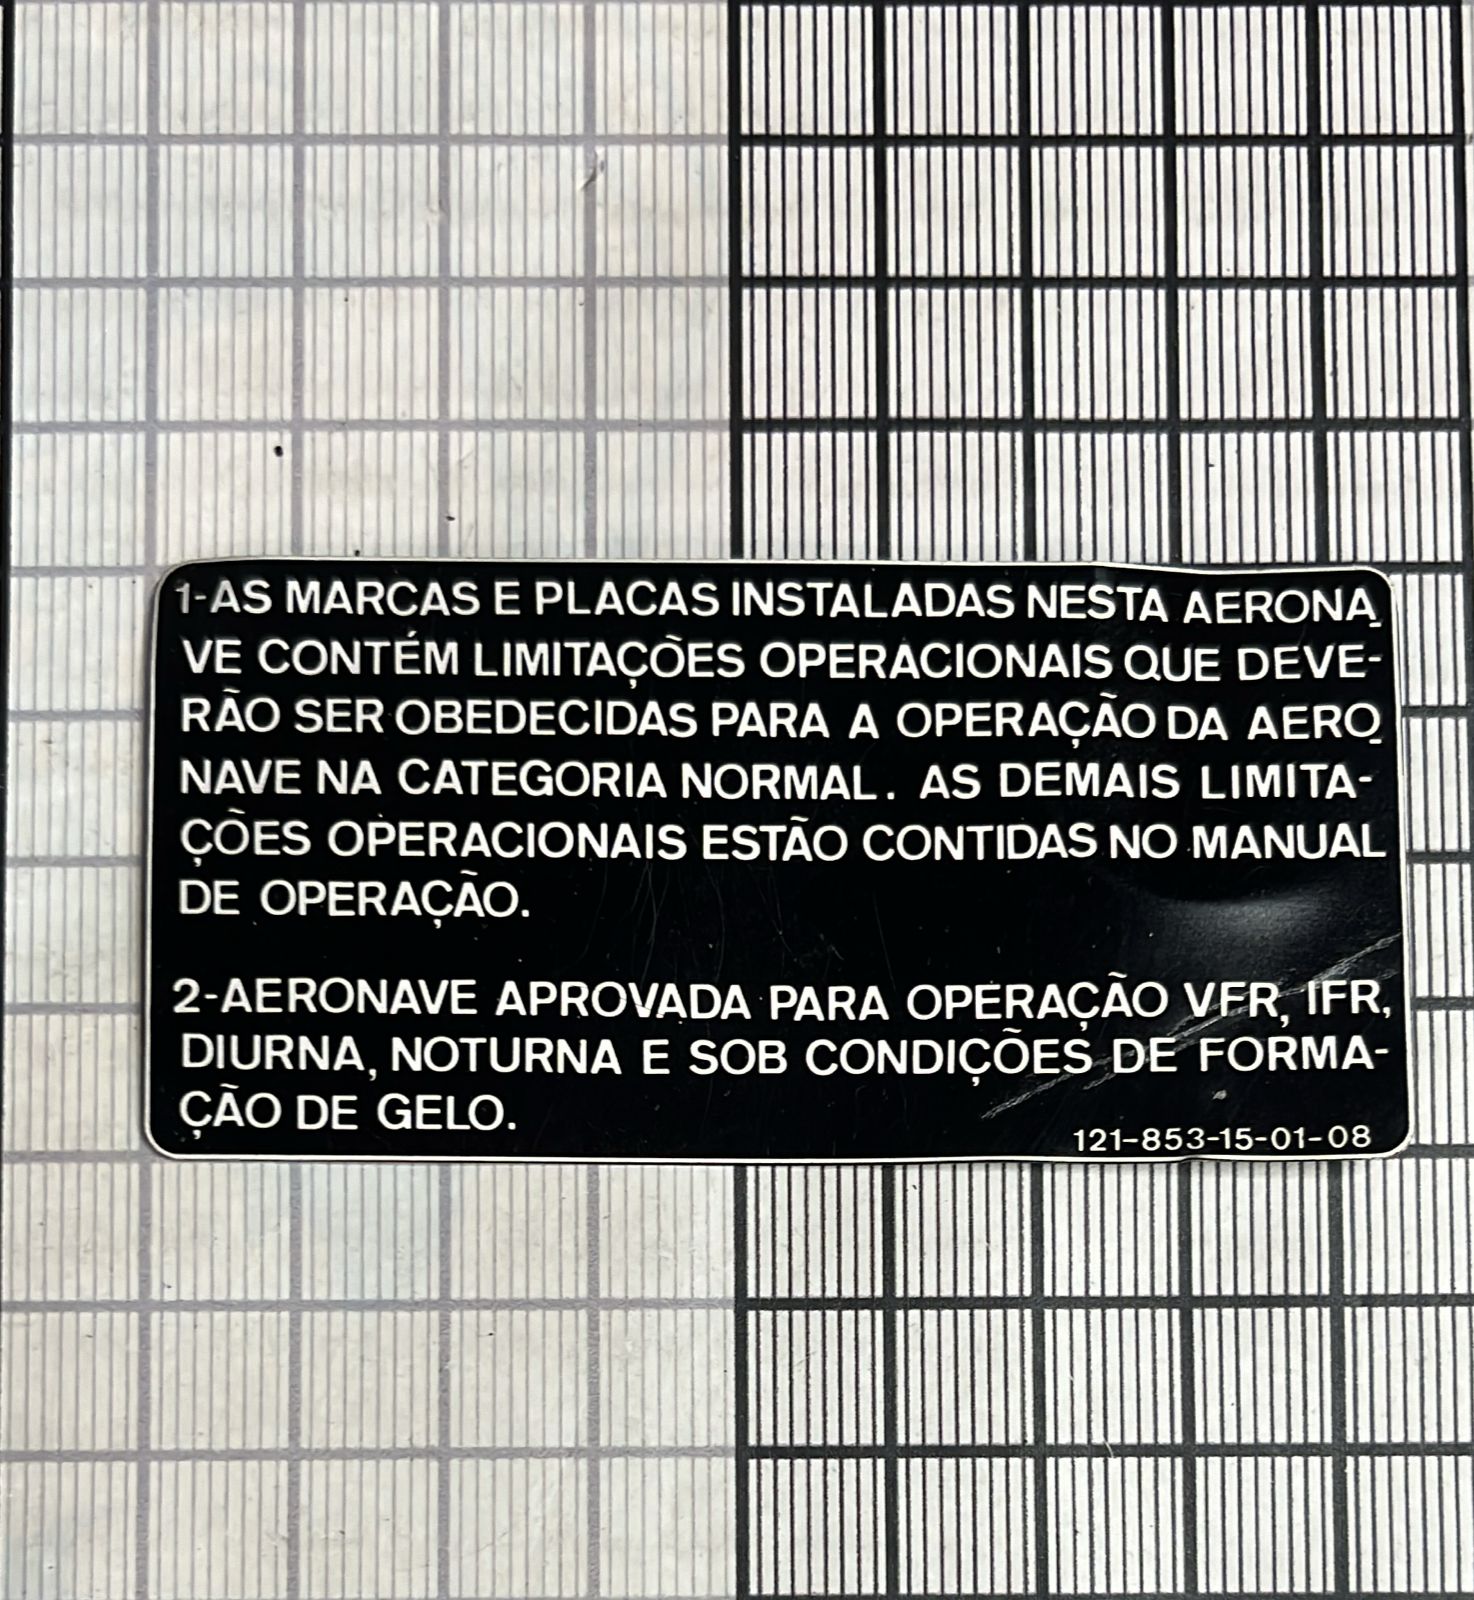 1-AS MARCAS E PLACAS INSTALADAS NESTA AERONA_
VE CONTÉM LIMITAÇÕES OPERACIONAIS QUE DEVE-
RÃO SER OBEDECIDAS PARA A OPERAÇÃO DA AERO_
NAVE NA CATEGORIA NORMAL. AS DEMAIS LIMITA-
ÇÕES OPERACIONAIS ESTÃO CONTIDAS NO MANUAL
DE OPERAÇÃO.
2-AERONAVE APROVADA PARA OPERAÇÃO VFR, IFR,
DIURNA, NOTURNA E SOB CONDIÇÕES DE FORMA-
ÇÃO DE GELO.
121-853-15-01-08